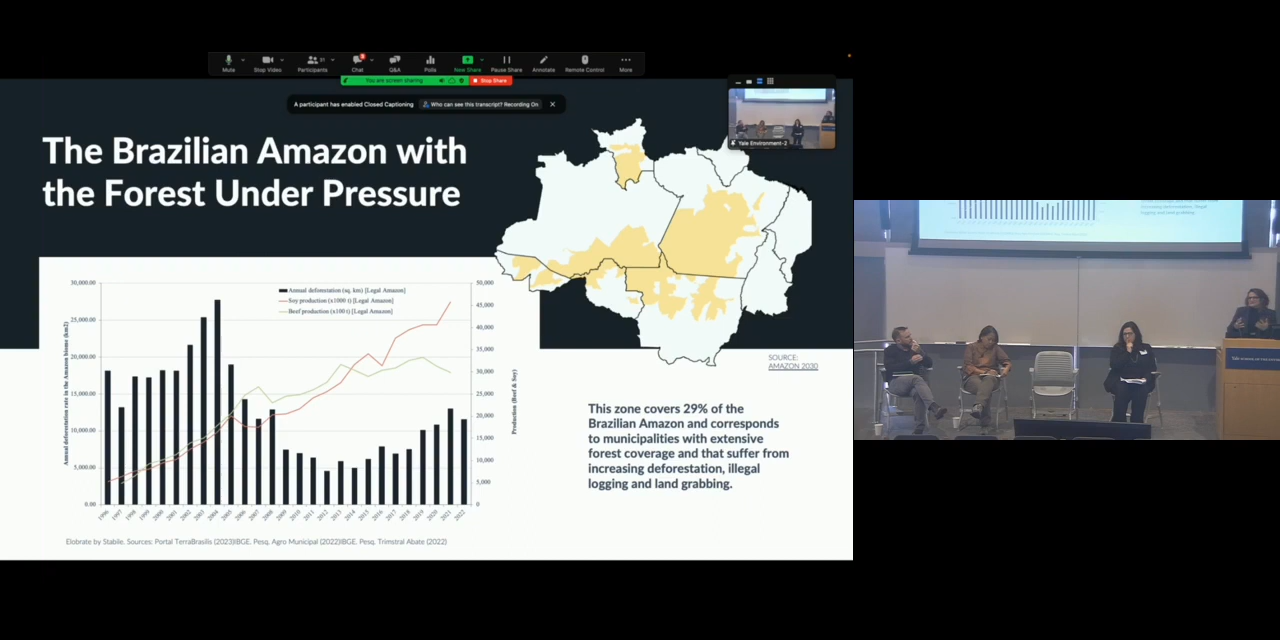 Mute
Stop Video
Participants
31
Chat
Q&A
Polls
New Share
Pause Share
Annotate
Remote Control
More
You are screen sharing
Stop Share
A participant has enabled Closed Captioning
Who can see this transcript? Recording On
Yale Environment-2
The Brazilian Amazon with
the Forest Under Pressure
Annual deforestation (sq. km) [Legal Amazon]
Soy production (x1000 t) [Legal Amazon]
Beef production (x100 t) [Legal Amazon]
Annual deforestation rate in the Amazon biome (km2)
30,000.00
25,000.00
20,000.00
15,000.00
10,000.00
5,000.00
0.00
50,000
45,000
40,000
35,000
30,000
25,000
20,000
15,000
10,000
5,000
0
Production (Beef & Soy)
1996 1997 1998 1999 2000 2001 2002 2003 2004 2005 2006 2007 2008 2009 2010 2011 2012 2013 2014 2015 2016 2017 2018 2019 2020 2021 2022
Elobrate by Stabile. Sources: Portal TerraBrasilis (2023)IBGE, Pesq. Agro Municipal (2022)IBGE, Pesq. Trimstral Abate (2022)
SOURCE:
AMAZON 2030
This zone covers 29% of the
Brazilian Amazon and corresponds
to municipalities with extensive
forest coverage and that suffer from
increasing deforestation, illegal
logging and land grabbing.
logging and land grabbing.